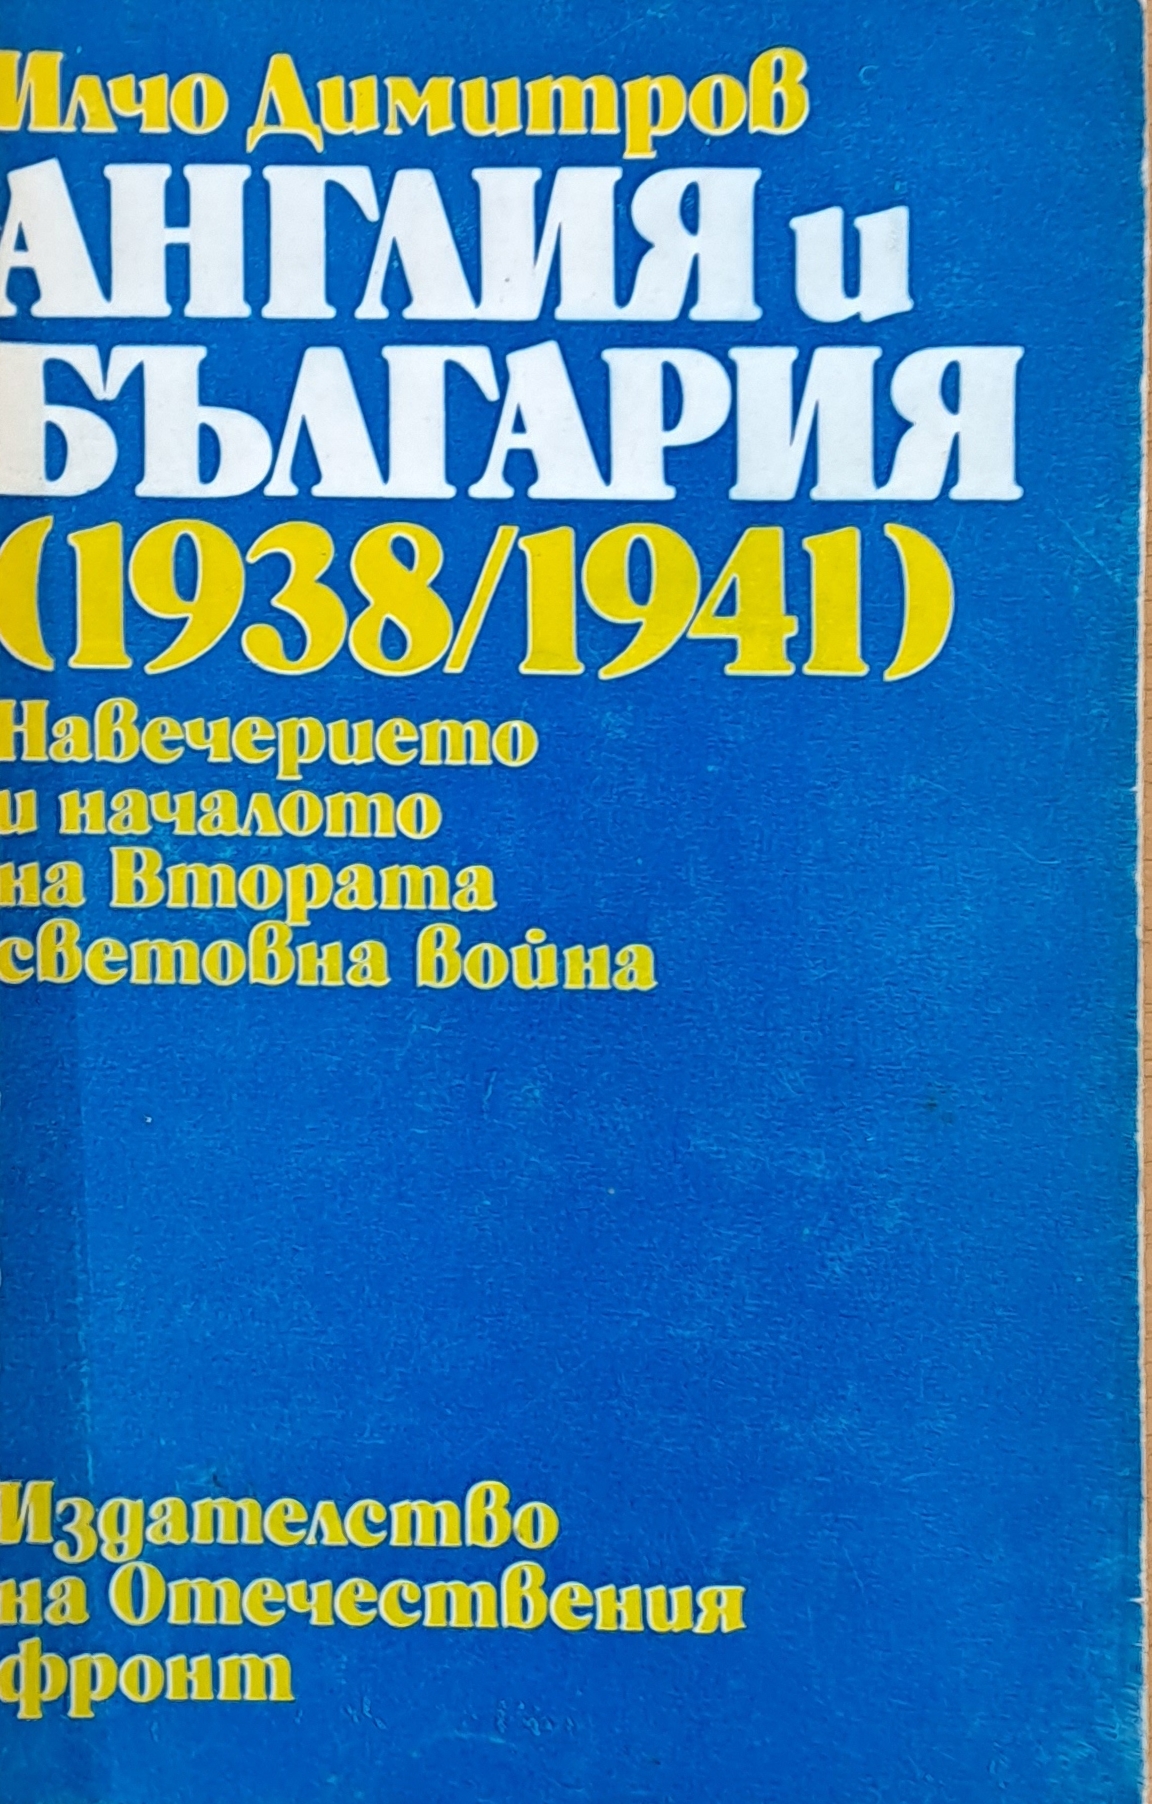 Илчо Димитров
АНГЛИЯ и
БЪЛГАРИЯ
(1938/1941)
Навечерието
и началото
на Втората
световна война
Издателство
на Отечествения
фронт